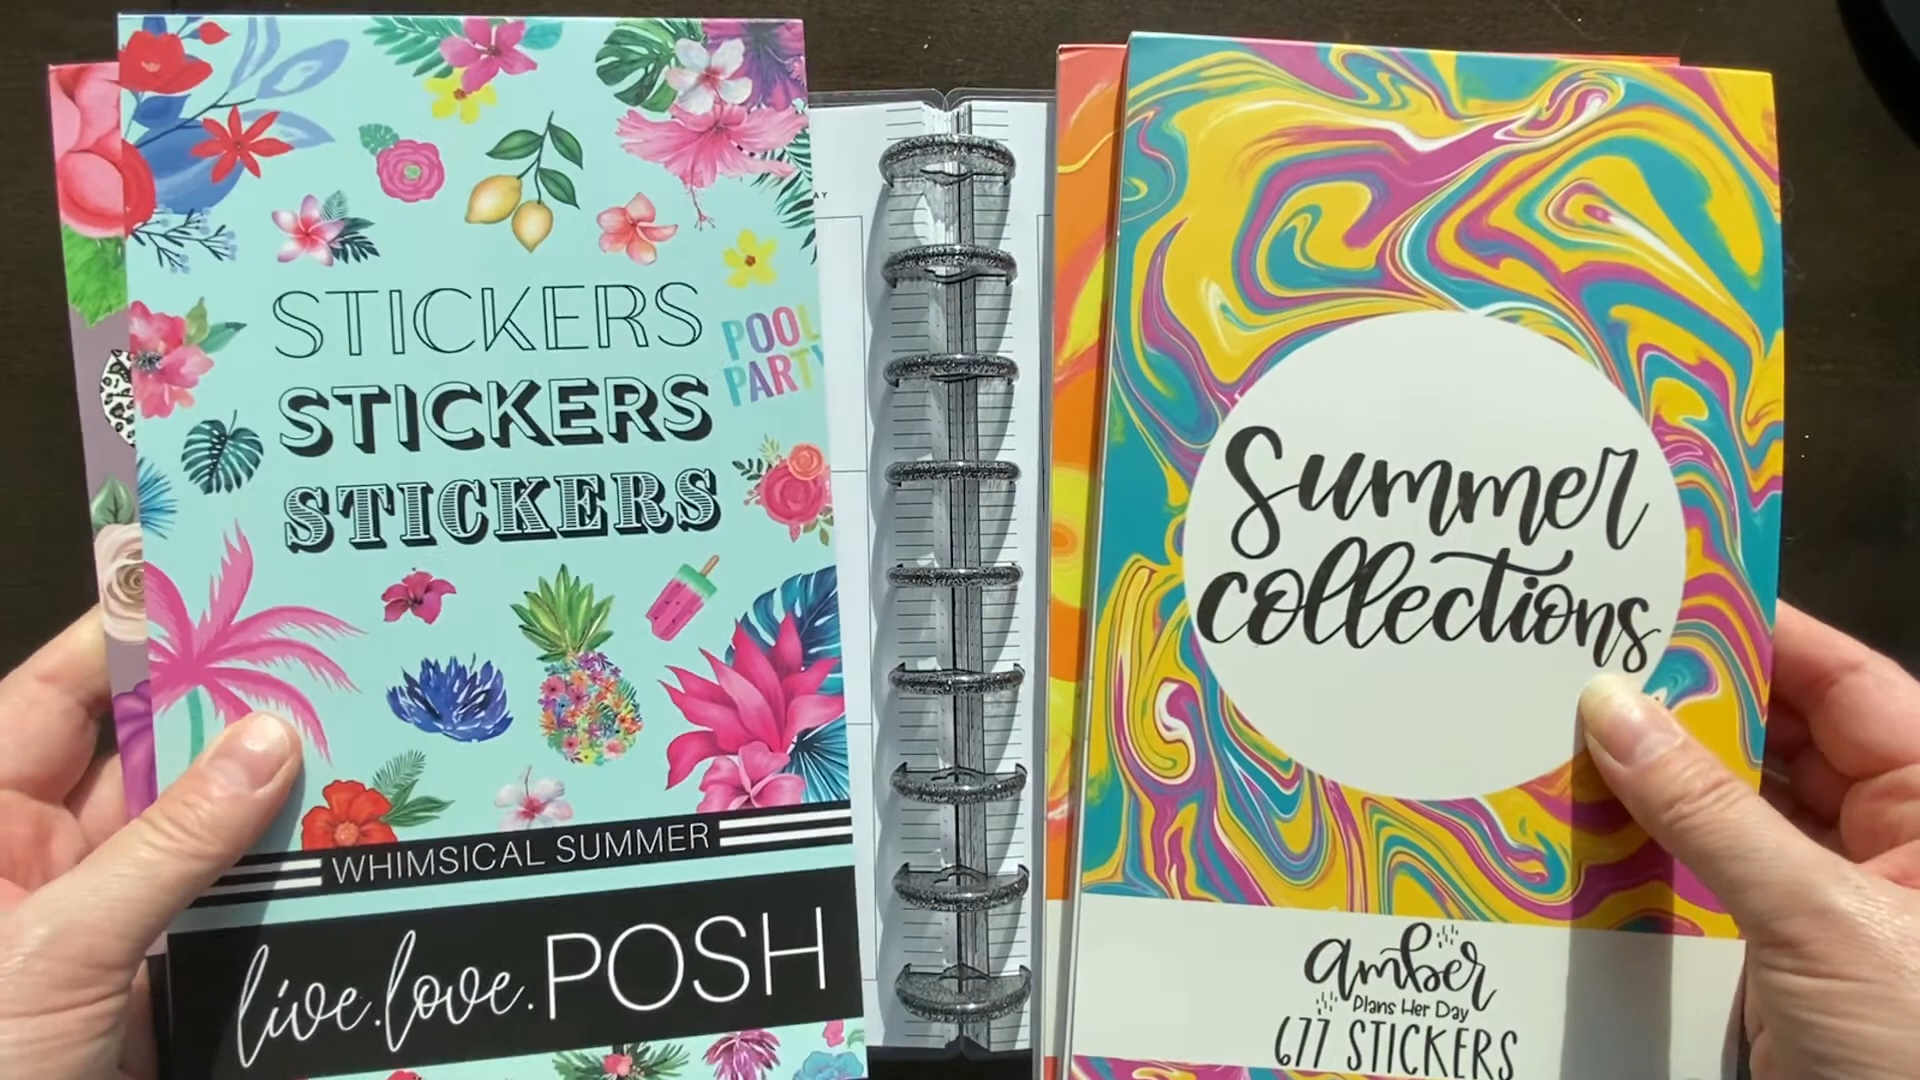 STICKERS
STICKERS
STICKERS
POOL
PARTY
WHIMSICAL SUMMER
live.love.POSH
Summer
collections
amber
Plans Her Day
677 STICKERS